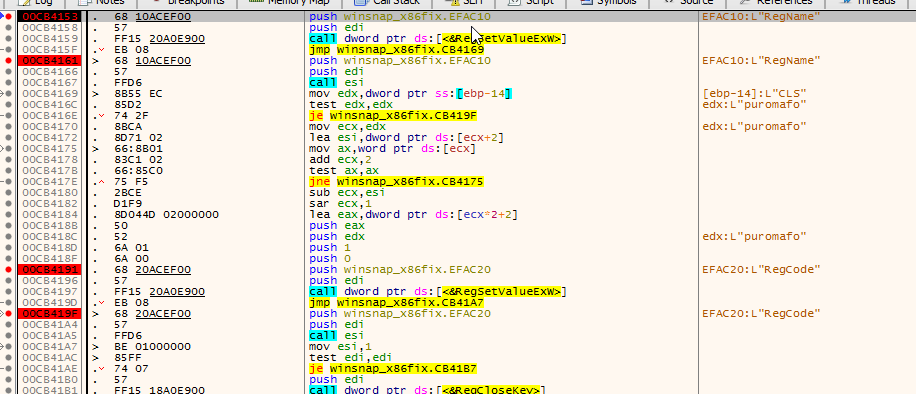 Log Notes Breakpoints Memory Map Call Stack SEH Script Symbols Source References Threads
00CB4153 . 68 10ACEF00 push winsnap_x86fix.EFAC10 EFAC10:L"RegName"
00CB4158 . 57 push edi
00CB4159 . FF15 20A0E900 call dword ptr ds:[<&RegSetValueExW>]
00CB415F . EB 08 jmp winsnap_x86fix.CB4169
00CB4161 > 68 10ACEF00 push winsnap_x86fix.EFAC10 EFAC10:L"RegName"
00CB4166 . 57 push edi
00CB4167 . FFD6 call esi
00CB4169 > 8B55 EC mov edx,dword ptr ss:[ebp-14] [ebp-14]:L"CLS"
00CB416C . 85D2 test edx,edx edx:L"puromafo"
00CB416E . 74 2F je winsnap_x86fix.CB419F
00CB4170 . 8BCA mov ecx,edx edx:L"puromafo"
00CB4172 . 8D71 02 lea esi,dword ptr ds:[ecx+2]
00CB4175 > 66:8B01 mov ax,word ptr ds:[ecx]
00CB4178 . 83C1 02 add ecx,2
00CB417B . 66:85C0 test ax,ax
00CB417E . 75 F5 jne winsnap_x86fix.CB4175
00CB4180 . 2BCE sub ecx,esi
00CB4182 . D1F9 sar ecx,1
00CB4184 . 8D044D 02000000 lea eax,dword ptr ds:[ecx*2+2]
00CB418B . 50 push eax
00CB418C . 52 push edx edx:L"puromafo"
00CB418D . 6A 01 push 1
00CB418F . 6A 00 push 0
00CB4191 . 68 20ACEF00 push winsnap_x86fix.EFAC20 EFAC20:L"RegCode"
00CB4196 . 57 push edi
00CB4197 . FF15 20A0E900 call dword ptr ds:[<&RegSetValueExW>]
00CB419D . EB 08 jmp winsnap_x86fix.CB41A7
00CB419F > 68 20ACEF00 push winsnap_x86fix.EFAC20 EFAC20:L"RegCode"
00CB41A4 . 57 push edi
00CB41A5 . FFD6 call esi
00CB41A7 > BE 01000000 mov esi,1
00CB41AC . 85FF test edi,edi
00CB41AE . 74 07 je winsnap_x86fix.CB41B7
00CB41B0 . 57 push edi
00CB41B1 . FF15 18A0E900 call dword ptr ds:[<&RegCloseKey>]